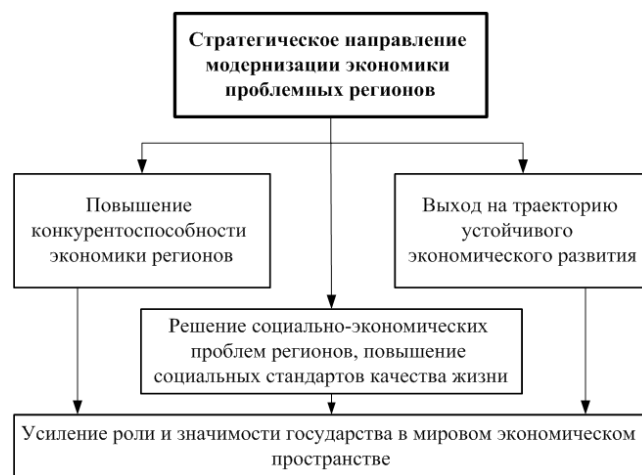 Стратегическое направление
модернизации экономики
проблемных регионов
Повышение
конкурентоспособности
экономики регионов
Выход на траекторию
устойчивого
экономического развития
Решение социально-экономических
проблем регионов, повышение
социальных стандартов качества жизни
Усиление роли и значимости государства в мировом экономическом
пространстве